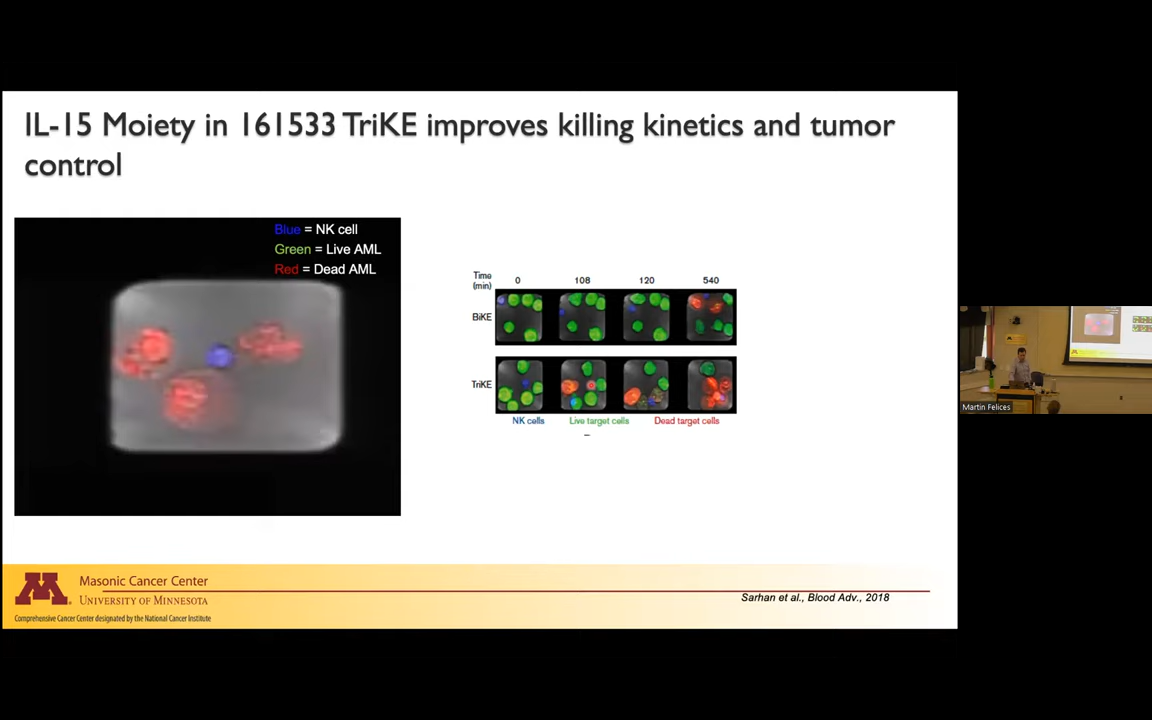 IL-15 Moiety in 161533 TriKE improves killing kinetics and tumor
control
Blue = NK cell
Green = Live AML
Red = Dead AML
Time
(min)
0
108
120
540
BiKE
TriKE
NK cells
Live target cells
Dead target cells
M
Masonic Cancer Center
UNIVERSITY OF MINNESOTA
Comprehensive Cancer Center designated by the National Cancer Institute
Sarhan et al., Blood Adv., 2018
Martin Felices